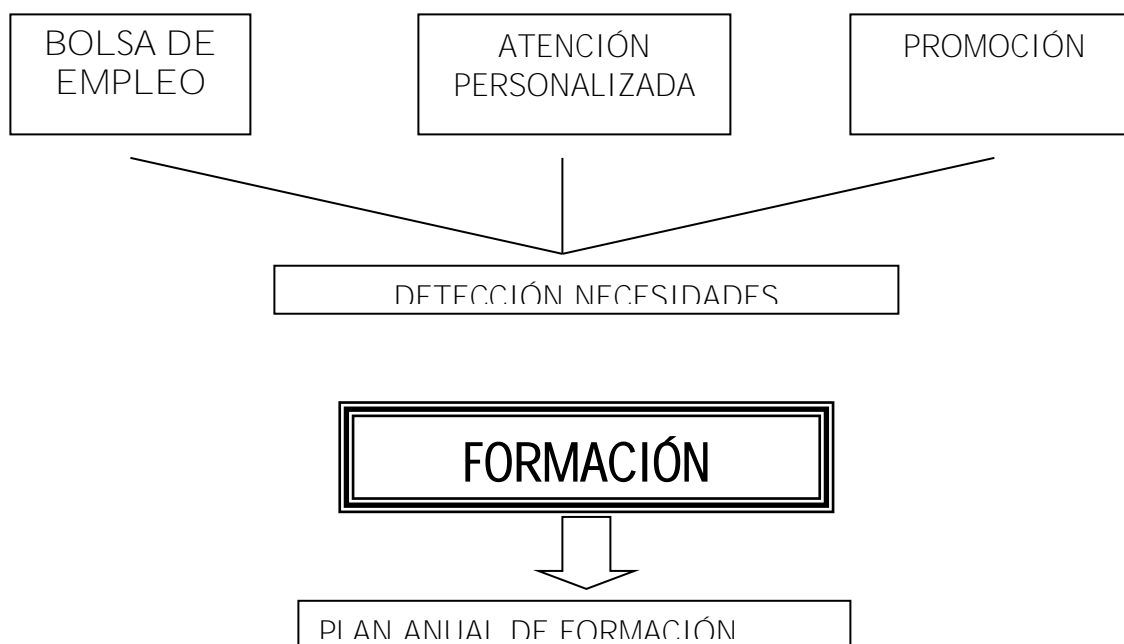 BOLSA DE
EMPLEO
ATENCIÓN
PERSONALIZADA
PROMOCIÓN
DETECCIÓN NECESIDADES
FORMACIÓN
PLAN ANUAL DE FORMACIÓN